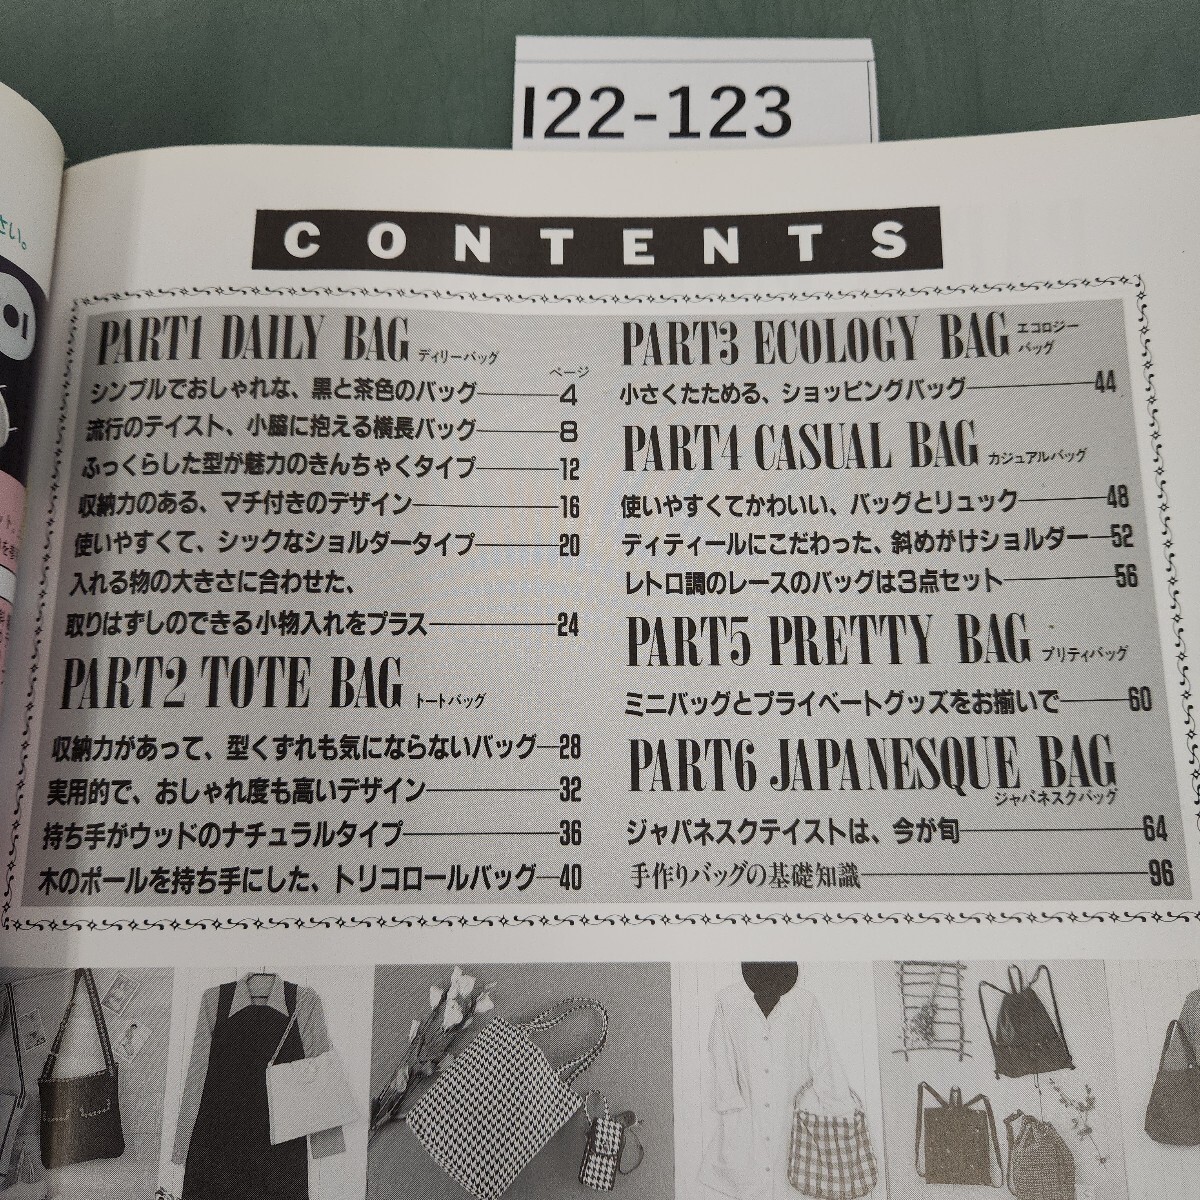 I22-123
さい。
CONTENTS
PART1 DAILY BAG ディリーバッグ
ページ
シンプルでおしゃれな、黒と茶色のバッグ 4
流行のテイスト、小脇に抱える横長バッグ 8
ふっくらした型が魅力のきんちゃくタイプ 12
収納力のある、マチ付きのデザイン 16
使いやすくて、シックなショルダータイプ 20
入れる物の大きさに合わせた、
取りはずしのできる小物入れをプラス 24
PART2 TOTE BAG トートバッグ
収納力があって、型くずれも気にならないバッグ 28
実用的で、おしゃれ度も高いデザイン 32
持ち手がウッドのナチュラルタイプ 36
木のポールを持ち手にした、トリコロールバッグ 40
PART3 ECOLOGY BAG エコロジー
バッグ
小さくたためる、ショッピングバッグ 44
PART4 CASUAL BAG カジュアルバッグ
使いやすくてかわいい、バッグとリュック 48
ディティールにこだわった、斜めがけショルダー 52
レトロ調のレースのバッグは3点セット 56
PART5 PRETTY BAG プリティバッグ
ミニバッグとプライベートグッズをお揃いで 60
PART6 JAPANESQUE BAG
ジャパネスクバッグ
ジャパネスクテイストは、今が旬 64
手作りバッグの基礎知識 96